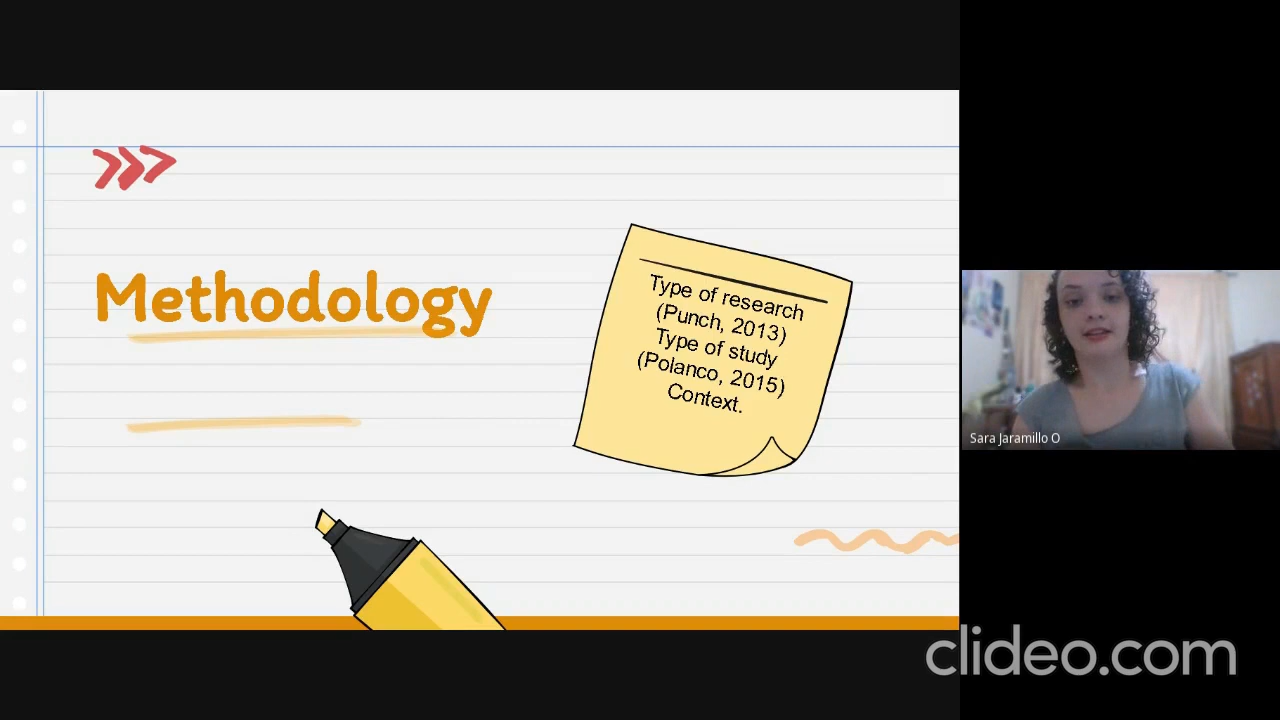 Methodology
Type of research
(Punch, 2013)
Type of study
(Polanco, 2015)
Context.
Sara Jaramillo O
clideo.com